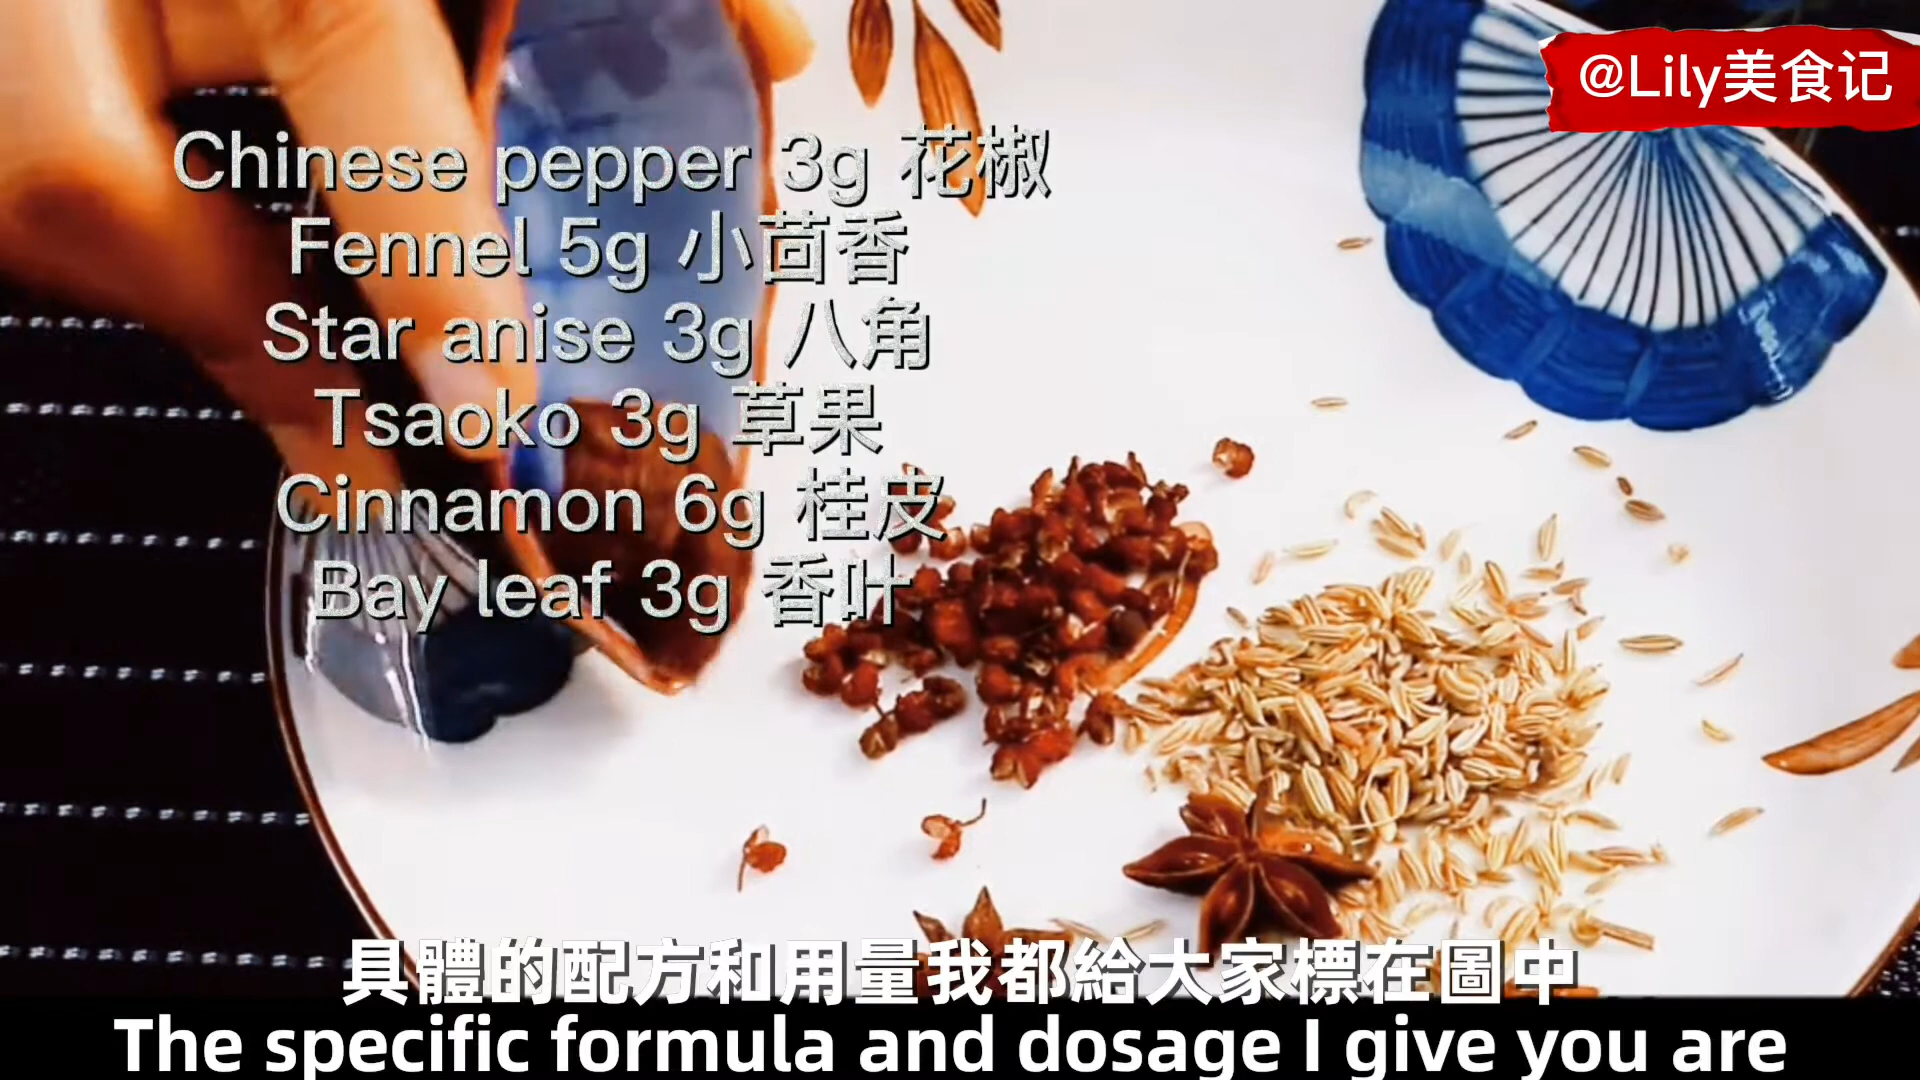 @Lily美食记
Chinese pepper 3g 花椒
Fennel 5g 小茴香
Star anise 3g 八角
Tsaoko 3g 草果
Cinnamon 6g 桂皮
Bay leaf 3g 香叶
具體的配方和用量我都給大家標在圖中
The specific formula and dosage I give you are